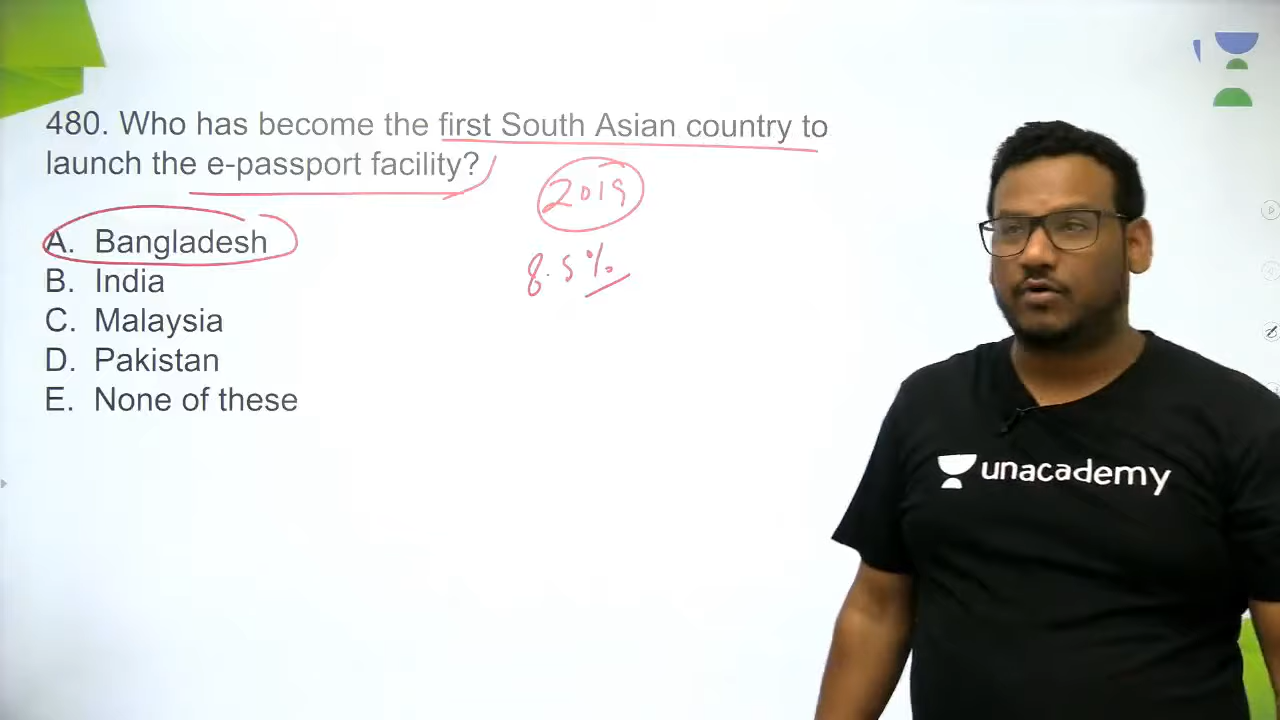 480. Who has become the first South Asian country to
launch the e-passport facility?
2019
A. Bangladesh
8.5%
B. India
C. Malaysia
D. Pakistan
E. None of these
unacademy